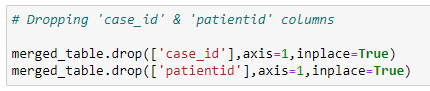 # Dropping 'case_id' & 'patientid' columns
merged_table.drop(['case_id'],axis=1,inplace=True)
merged_table.drop(['patientid'],axis=1,inplace=True)